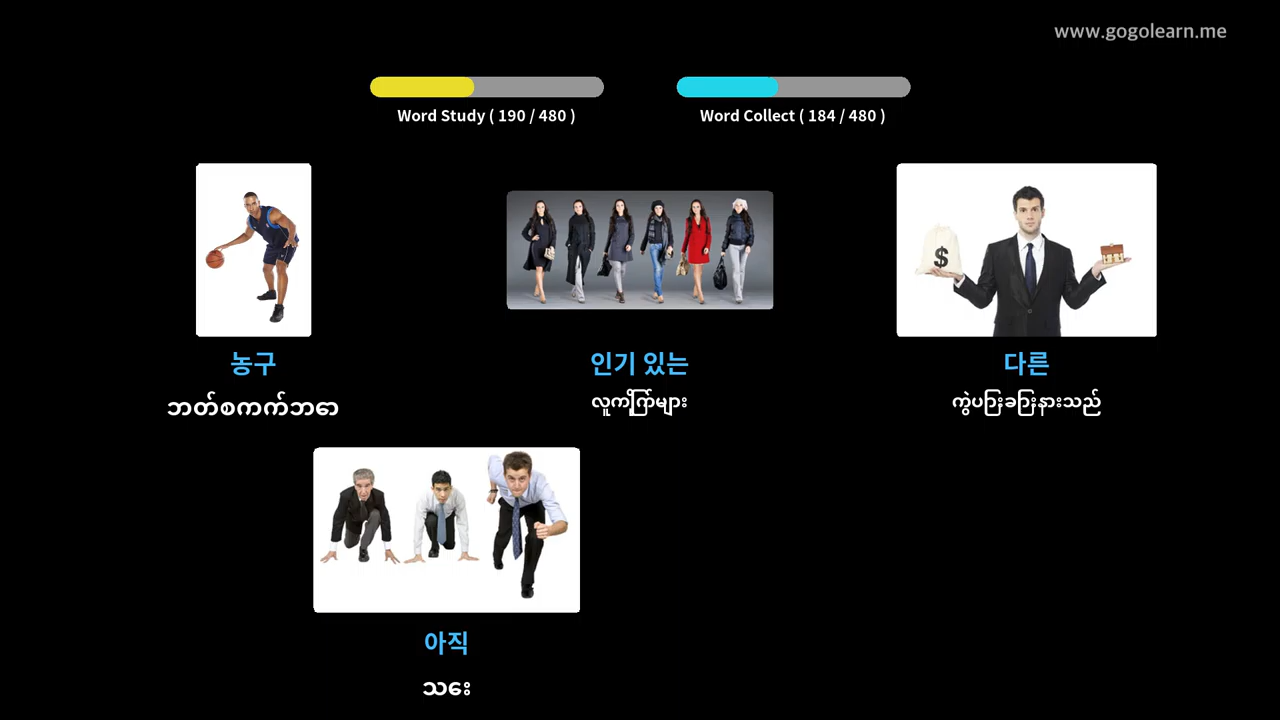 www.gogolearn.me
Word Study ( 190 / 480 )
Word Collect ( 184 / 480 )
농구
인기 있는
다른
ဘတ်စကက်ဘော
လူကြိုက်များ
ကွဲပြားခြားနားသည်
아직
သေး